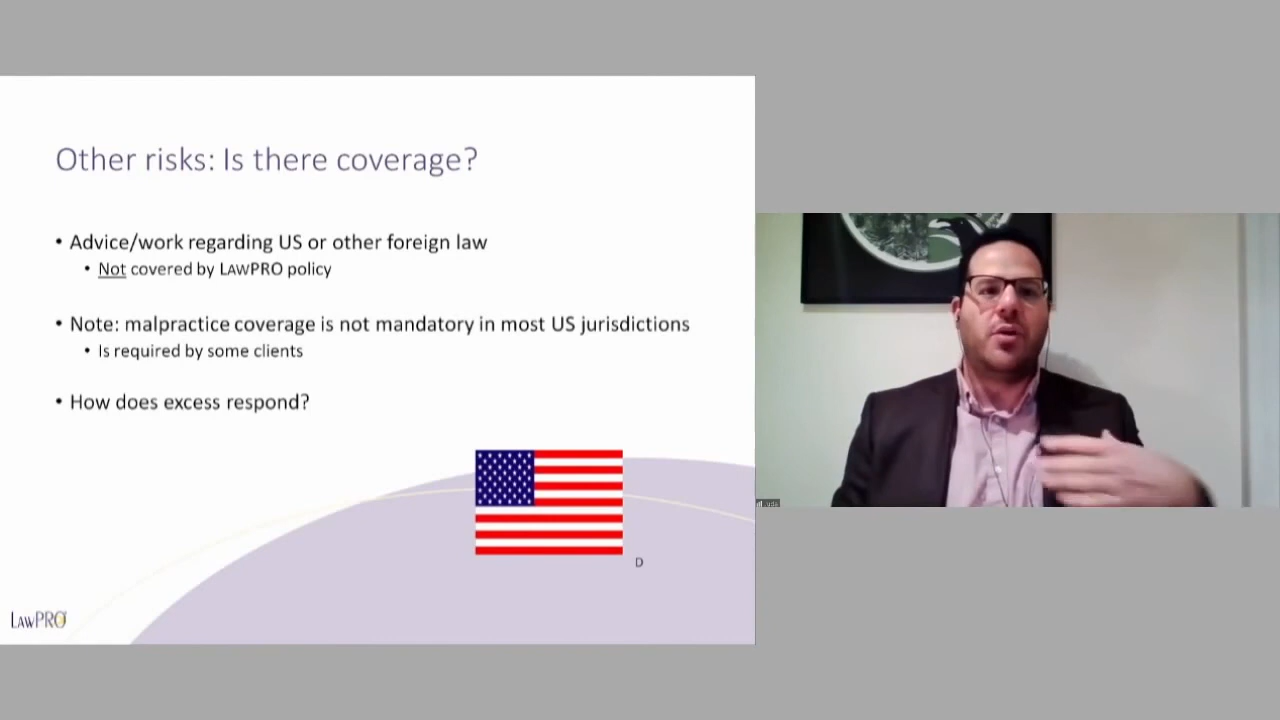 Other risks: Is there coverage?
• Advice/work regarding US or other foreign law
• Not covered by LAWPRO policy
• Note: malpractice coverage is not mandatory in most US jurisdictions
• Is required by some clients
• How does excess respond?
D
LAWPRO